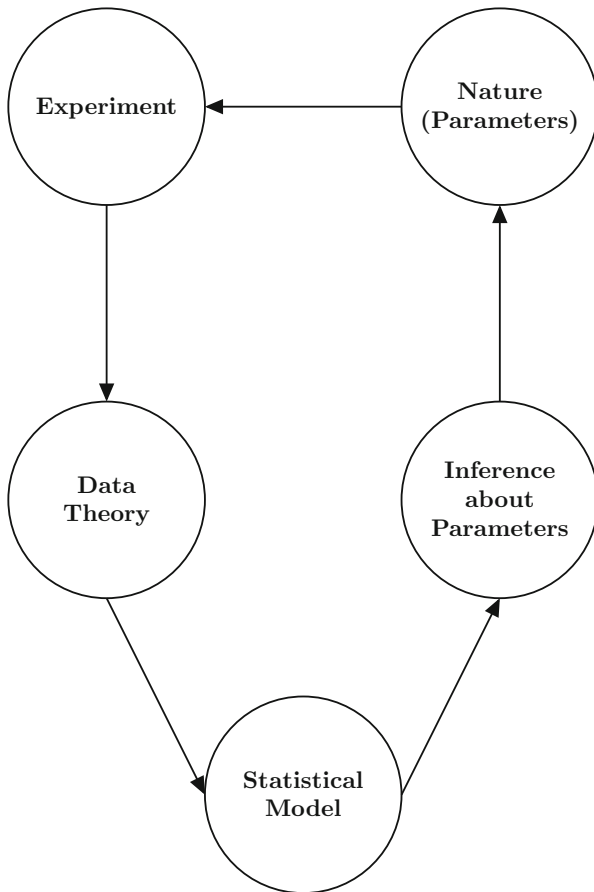 Experiment
Nature
(Parameters)
Data
Theory
Inference
about
Parameters
Statistical
Model